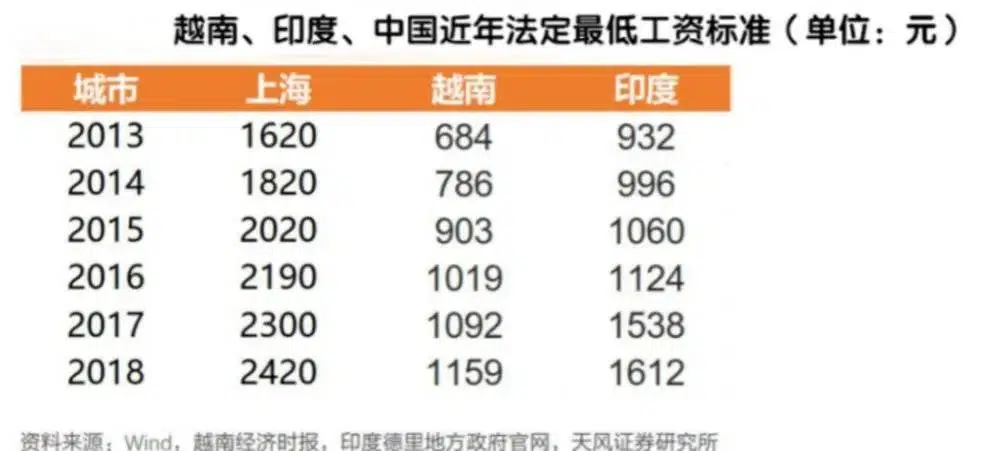 越南、印度、中国近年法定最低工资标准（单位：元）
城市 上海 越南 印度
2013 1620 684 932
2014 1820 786 996
2015 2020 903 1060
2016 2190 1019 1124
2017 2300 1092 1538
2018 2420 1159 1612
资料来源：Wind，越南经济时报，印度德里地方政府官网，天风证券研究所